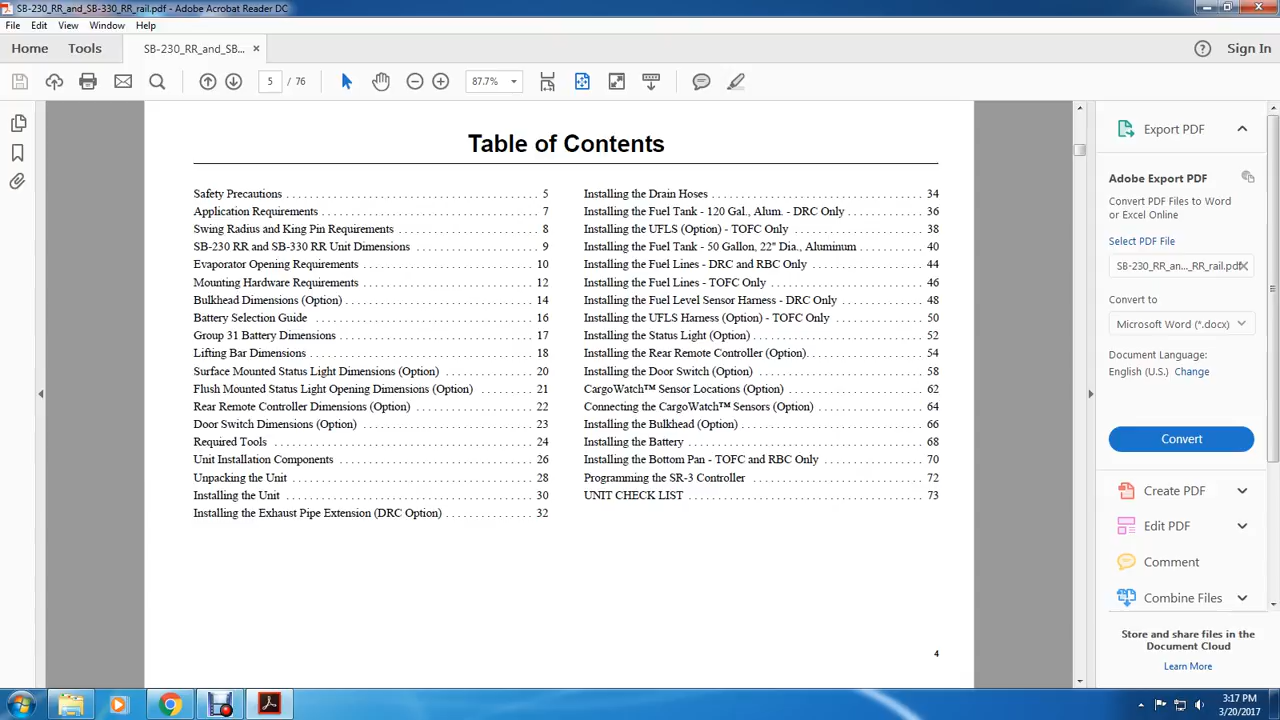 SB-230_RR_and_SB-330_RR_rail.pdf - Adobe Acrobat Reader DC
File Edit View Window Help
Home Tools SB-230_RR_and_SB... × ? Sign In
5 / 76 87.7%
Table of Contents
Safety Precautions . . . . 5
Application Requirements . . . . 7
Swing Radius and King Pin Requirements . . . . 8
SB-230 RR and SB-330 RR Unit Dimensions . . . . 9
Evaporator Opening Requirements . . . . 10
Mounting Hardware Requirements . . . . 12
Bulkhead Dimensions (Option) . . . . 14
Battery Selection Guide . . . . 16
Group 31 Battery Dimensions . . . . 17
Lifting Bar Dimensions . . . . 18
Surface Mounted Status Light Dimensions (Option) . . . . 20
Flush Mounted Status Light Opening Dimensions (Option) . . . . 21
Rear Remote Controller Dimensions (Option) . . . . 22
Door Switch Dimensions (Option) . . . . 23
Required Tools . . . . 24
Unit Installation Components . . . . 26
Unpacking the Unit . . . . 28
Installing the Unit . . . . 30
Installing the Exhaust Pipe Extension (DRC Option) . . . . 32
Installing the Drain Hoses . . . . 34
Installing the Fuel Tank - 120 Gal., Alum. - DRC Only . . . . 36
Installing the UFLS (Option) - TOFC Only . . . . 38
Installing the Fuel Tank - 50 Gallon, 22" Dia., Aluminum . . . . 40
Installing the Fuel Lines - DRC and RBC Only . . . . 44
Installing the Fuel Lines - TOFC Only . . . . 46
Installing the Fuel Level Sensor Harness - DRC Only . . . . 48
Installing the UFLS Harness (Option) - TOFC Only . . . . 50
Installing the Status Light (Option) . . . . 52
Installing the Rear Remote Controller (Option). . . . . 54
Installing the Door Switch (Option) . . . . 58
CargoWatch™ Sensor Locations (Option) . . . . 62
Connecting the CargoWatch™ Sensors (Option) . . . . 64
Installing the Bulkhead (Option) . . . . 66
Installing the Battery . . . . 68
Installing the Bottom Pan - TOFC and RBC Only . . . . 70
Programming the SR-3 Controller . . . . 72
UNIT CHECK LIST . . . . 73
4
Export PDF
Adobe Export PDF
Convert PDF Files to Word
or Excel Online
Select PDF File
SB-230_RR_an..._RR_rail.pdf ×
Convert to
Microsoft Word (*.docx)
Document Language:
English (U.S.) Change
Convert
Create PDF
Edit PDF
Comment
Combine Files
Store and share files in the
Document Cloud
Learn More
3:17 PM
3/20/2017